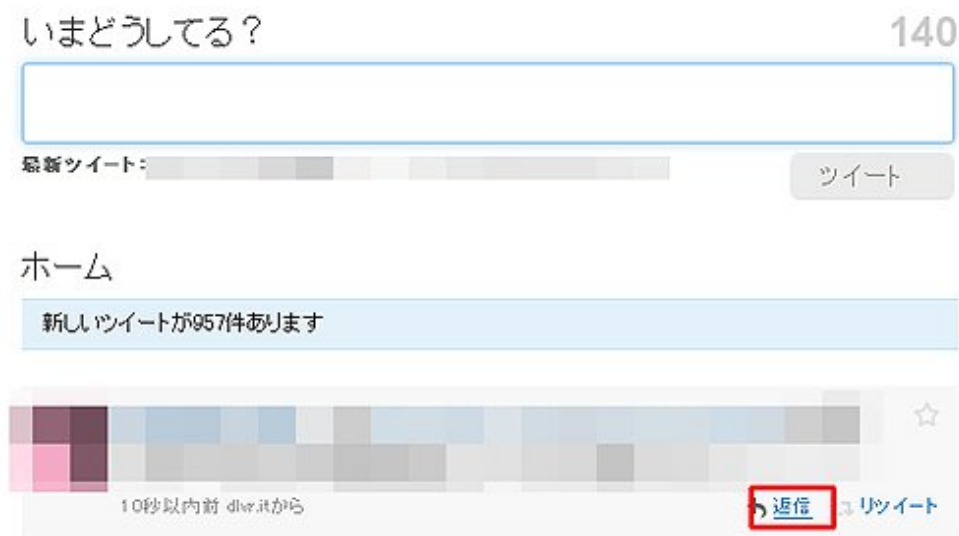 いまどうしてる？ 140
最新ツイート：
ツイート
ホーム
新しいツイートが957件あります
10秒以内前 dlvr.itから 返信 リツイート